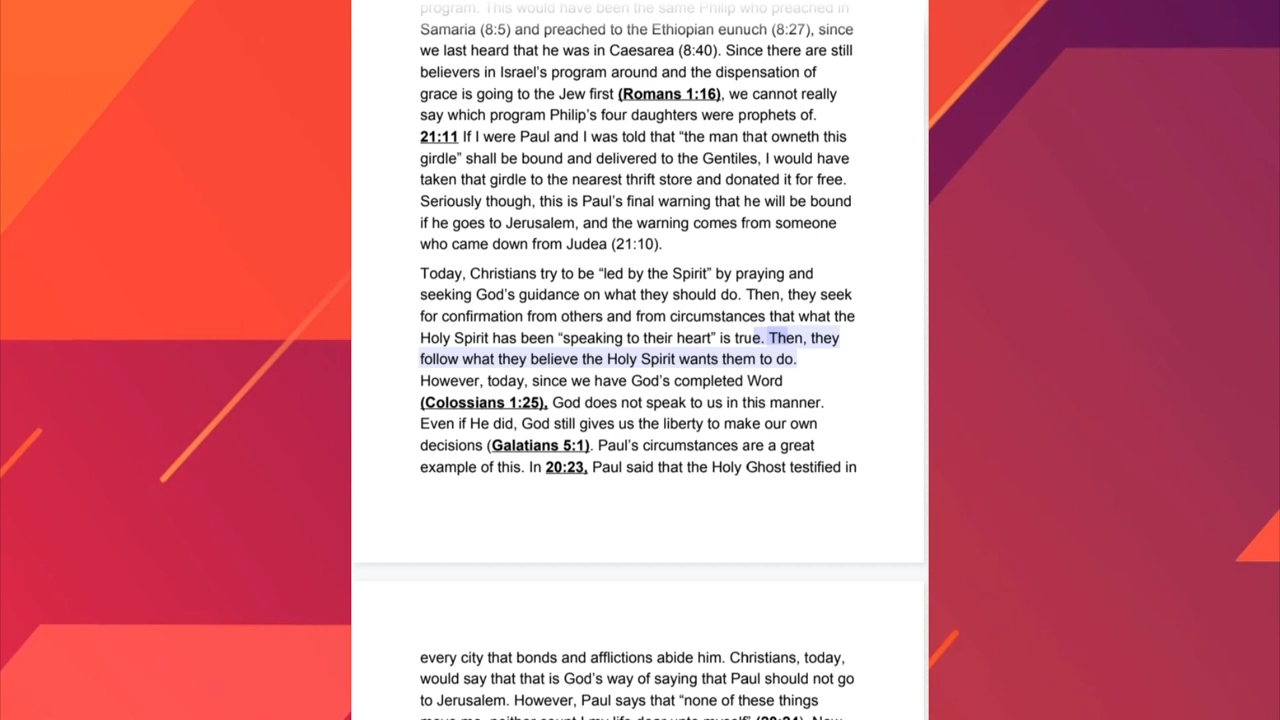 program. This would have been the same Philip who preached in
Samaria (8:5) and preached to the Ethiopian eunuch (8:27), since
we last heard that he was in Caesarea (8:40). Since there are still
believers in Israel’s program around and the dispensation of
grace is going to the Jew first (Romans 1:16), we cannot really
say which program Philip’s four daughters were prophets of.
21:11 If I were Paul and I was told that “the man that owneth this
girdle” shall be bound and delivered to the Gentiles, I would have
taken that girdle to the nearest thrift store and donated it for free.
Seriously though, this is Paul’s final warning that he will be bound
if he goes to Jerusalem, and the warning comes from someone
who came down from Judea (21:10).
Today, Christians try to be “led by the Spirit” by praying and
seeking God’s guidance on what they should do. Then, they seek
for confirmation from others and from circumstances that what the
Holy Spirit has been “speaking to their heart” is true. Then, they
follow what they believe the Holy Spirit wants them to do.
However, today, since we have God’s completed Word
(Colossians 1:25), God does not speak to us in this manner.
Even if He did, God still gives us the liberty to make our own
decisions (Galatians 5:1). Paul’s circumstances are a great
example of this. In 20:23, Paul said that the Holy Ghost testified in
every city that bonds and afflictions abide him. Christians, today,
would say that that is God’s way of saying that Paul should not go
to Jerusalem. However, Paul says that “none of these things
move me, neither count I my life dear unto myself” (20:24). Now